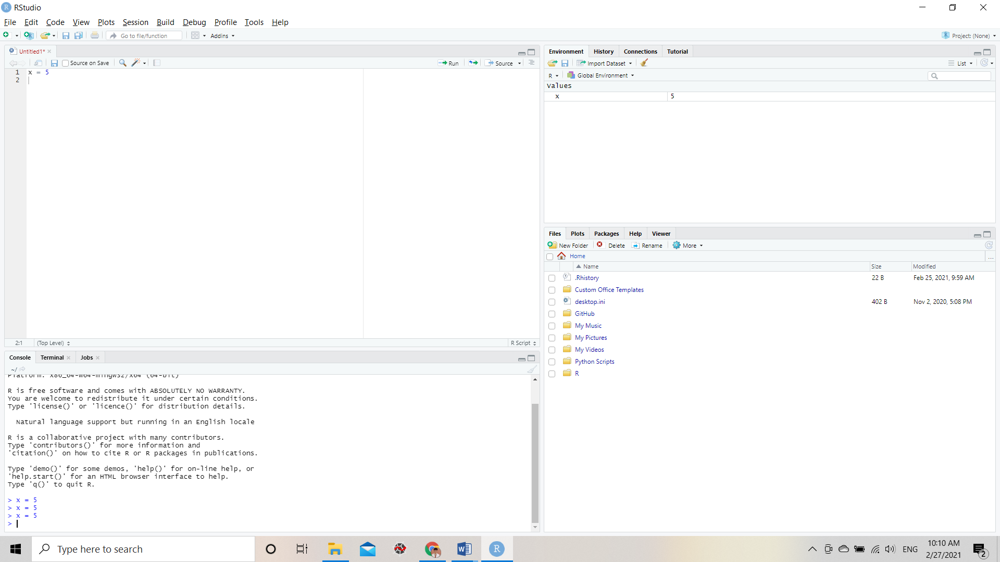 RStudio
File Edit Code View Plots Session Build Debug Profile Tools Help
Go to file/function Addins Project: (None)
Untitled1*
Source on Save Run Source
1 x = 5
2
2:1 (Top Level) R Script
Console Terminal Jobs
~/
Platform: x86_64-w64-mingw32/x64 (64-bit)
R is free software and comes with ABSOLUTELY NO WARRANTY.
You are welcome to redistribute it under certain conditions.
Type 'license()' or 'licence()' for distribution details.
Natural language support but running in an English locale
R is a collaborative project with many contributors.
Type 'contributors()' for more information and
'citation()' on how to cite R or R packages in publications.
Type 'demo()' for some demos, 'help()' for on-line help, or
'help.start()' for an HTML browser interface to help.
Type 'q()' to quit R.
> x = 5
> x = 5
> x = 5
>
Environment History Connections Tutorial
Import Dataset List
R Global Environment
Values
x 5
Files Plots Packages Help Viewer
New Folder Delete Rename More
Home ...
Name Size Modified
.Rhistory 22 B Feb 25, 2021, 9:59 AM
Custom Office Templates
desktop.ini 402 B Nov 2, 2020, 5:08 PM
GitHub
My Music
My Pictures
My Videos
Python Scripts
R
Type here to search R ENG 10:10 AM
2/27/2021 2